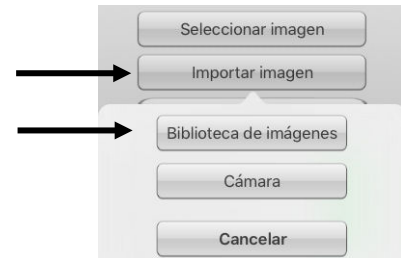 Seleccionar imagen
Importar imagen
Biblioteca de imágenes
Cámara
Cancelar